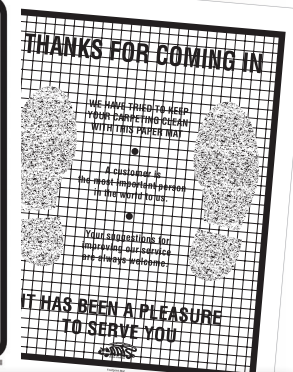 THANKS FOR COMING IN
WE HAVE TRIED TO KEEP
YOUR CARPETING CLEAN
WITH THIS PAPER MAT
A customer is
the most important person
in the world to us.
Your suggestions for
improving our service
are always welcome.
IT HAS BEEN A PLEASURE
TO SERVE YOU